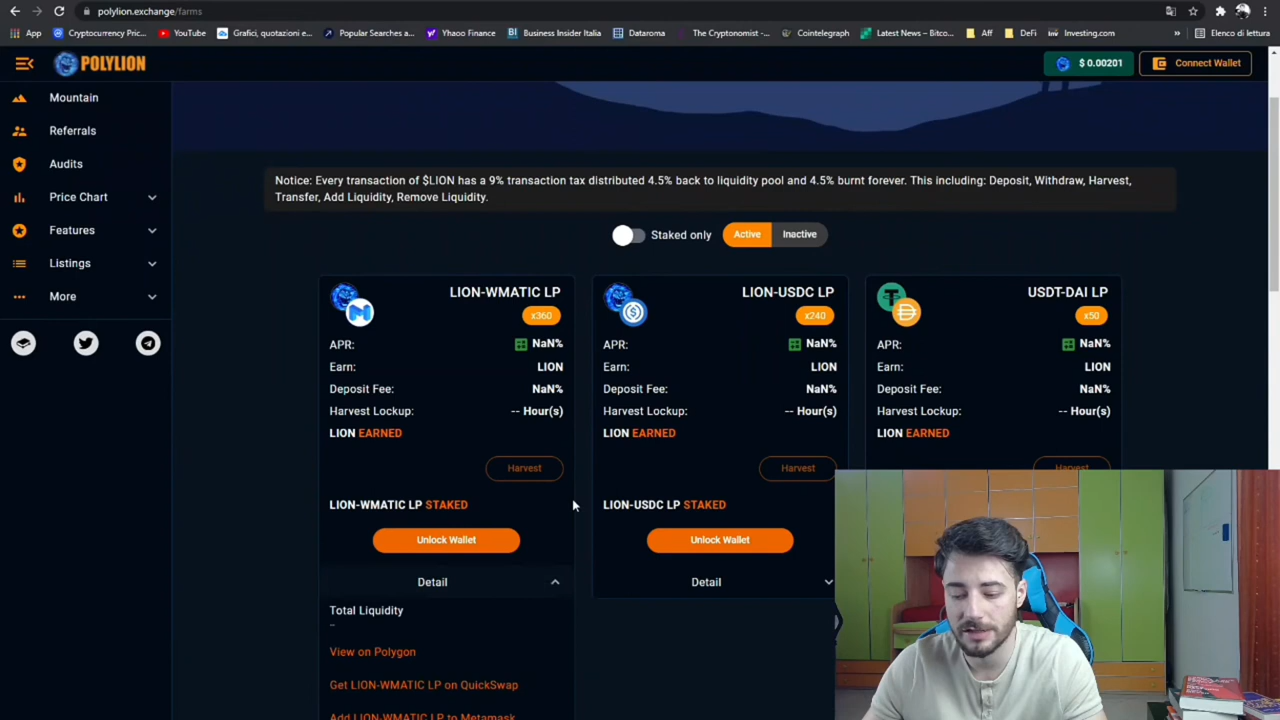 polylion.exchange/farms
App
Cryptocurrency Pric...
YouTube
Grafici, quotazioni e...
Popular Searches a...
Yhaoo Finance
Business Insider Italia
Dataroma
The Cryptonomist -...
Cointelegraph
Latest News – Bitco...
Aff
DeFi
Investing.com
»
Elenco di lettura
POLYLION
$ 0.00201
Connect Wallet
Mountain
Referrals
Audits
Price Chart
Features
Listings
More
Notice: Every transaction of $LION has a 9% transaction tax distributed 4.5% back to liquidity pool and 4.5% burnt forever. This including: Deposit, Withdraw, Harvest,
Transfer, Add Liquidity, Remove Liquidity.
Staked only
Active
Inactive
LION-WMATIC LP
x360
APR: NaN%
Earn: LION
Deposit Fee: NaN%
Harvest Lockup: -- Hour(s)
LION EARNED
Harvest
LION-WMATIC LP STAKED
Unlock Wallet
Detail
Total Liquidity
--
View on Polygon
Get LION-WMATIC LP on QuickSwap
Add LION-WMATIC LP to Metamask
LION-USDC LP
x240
APR: NaN%
Earn: LION
Deposit Fee: NaN%
Harvest Lockup: -- Hour(s)
LION EARNED
Harvest
LION-USDC LP STAKED
Unlock Wallet
Detail
USDT-DAI LP
x50
APR: NaN%
Earn: LION
Deposit Fee: NaN%
Harvest Lockup: -- Hour(s)
LION EARNED
Harvest